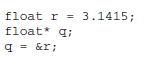 float r = 3.1415;
float* q;
q = &r;